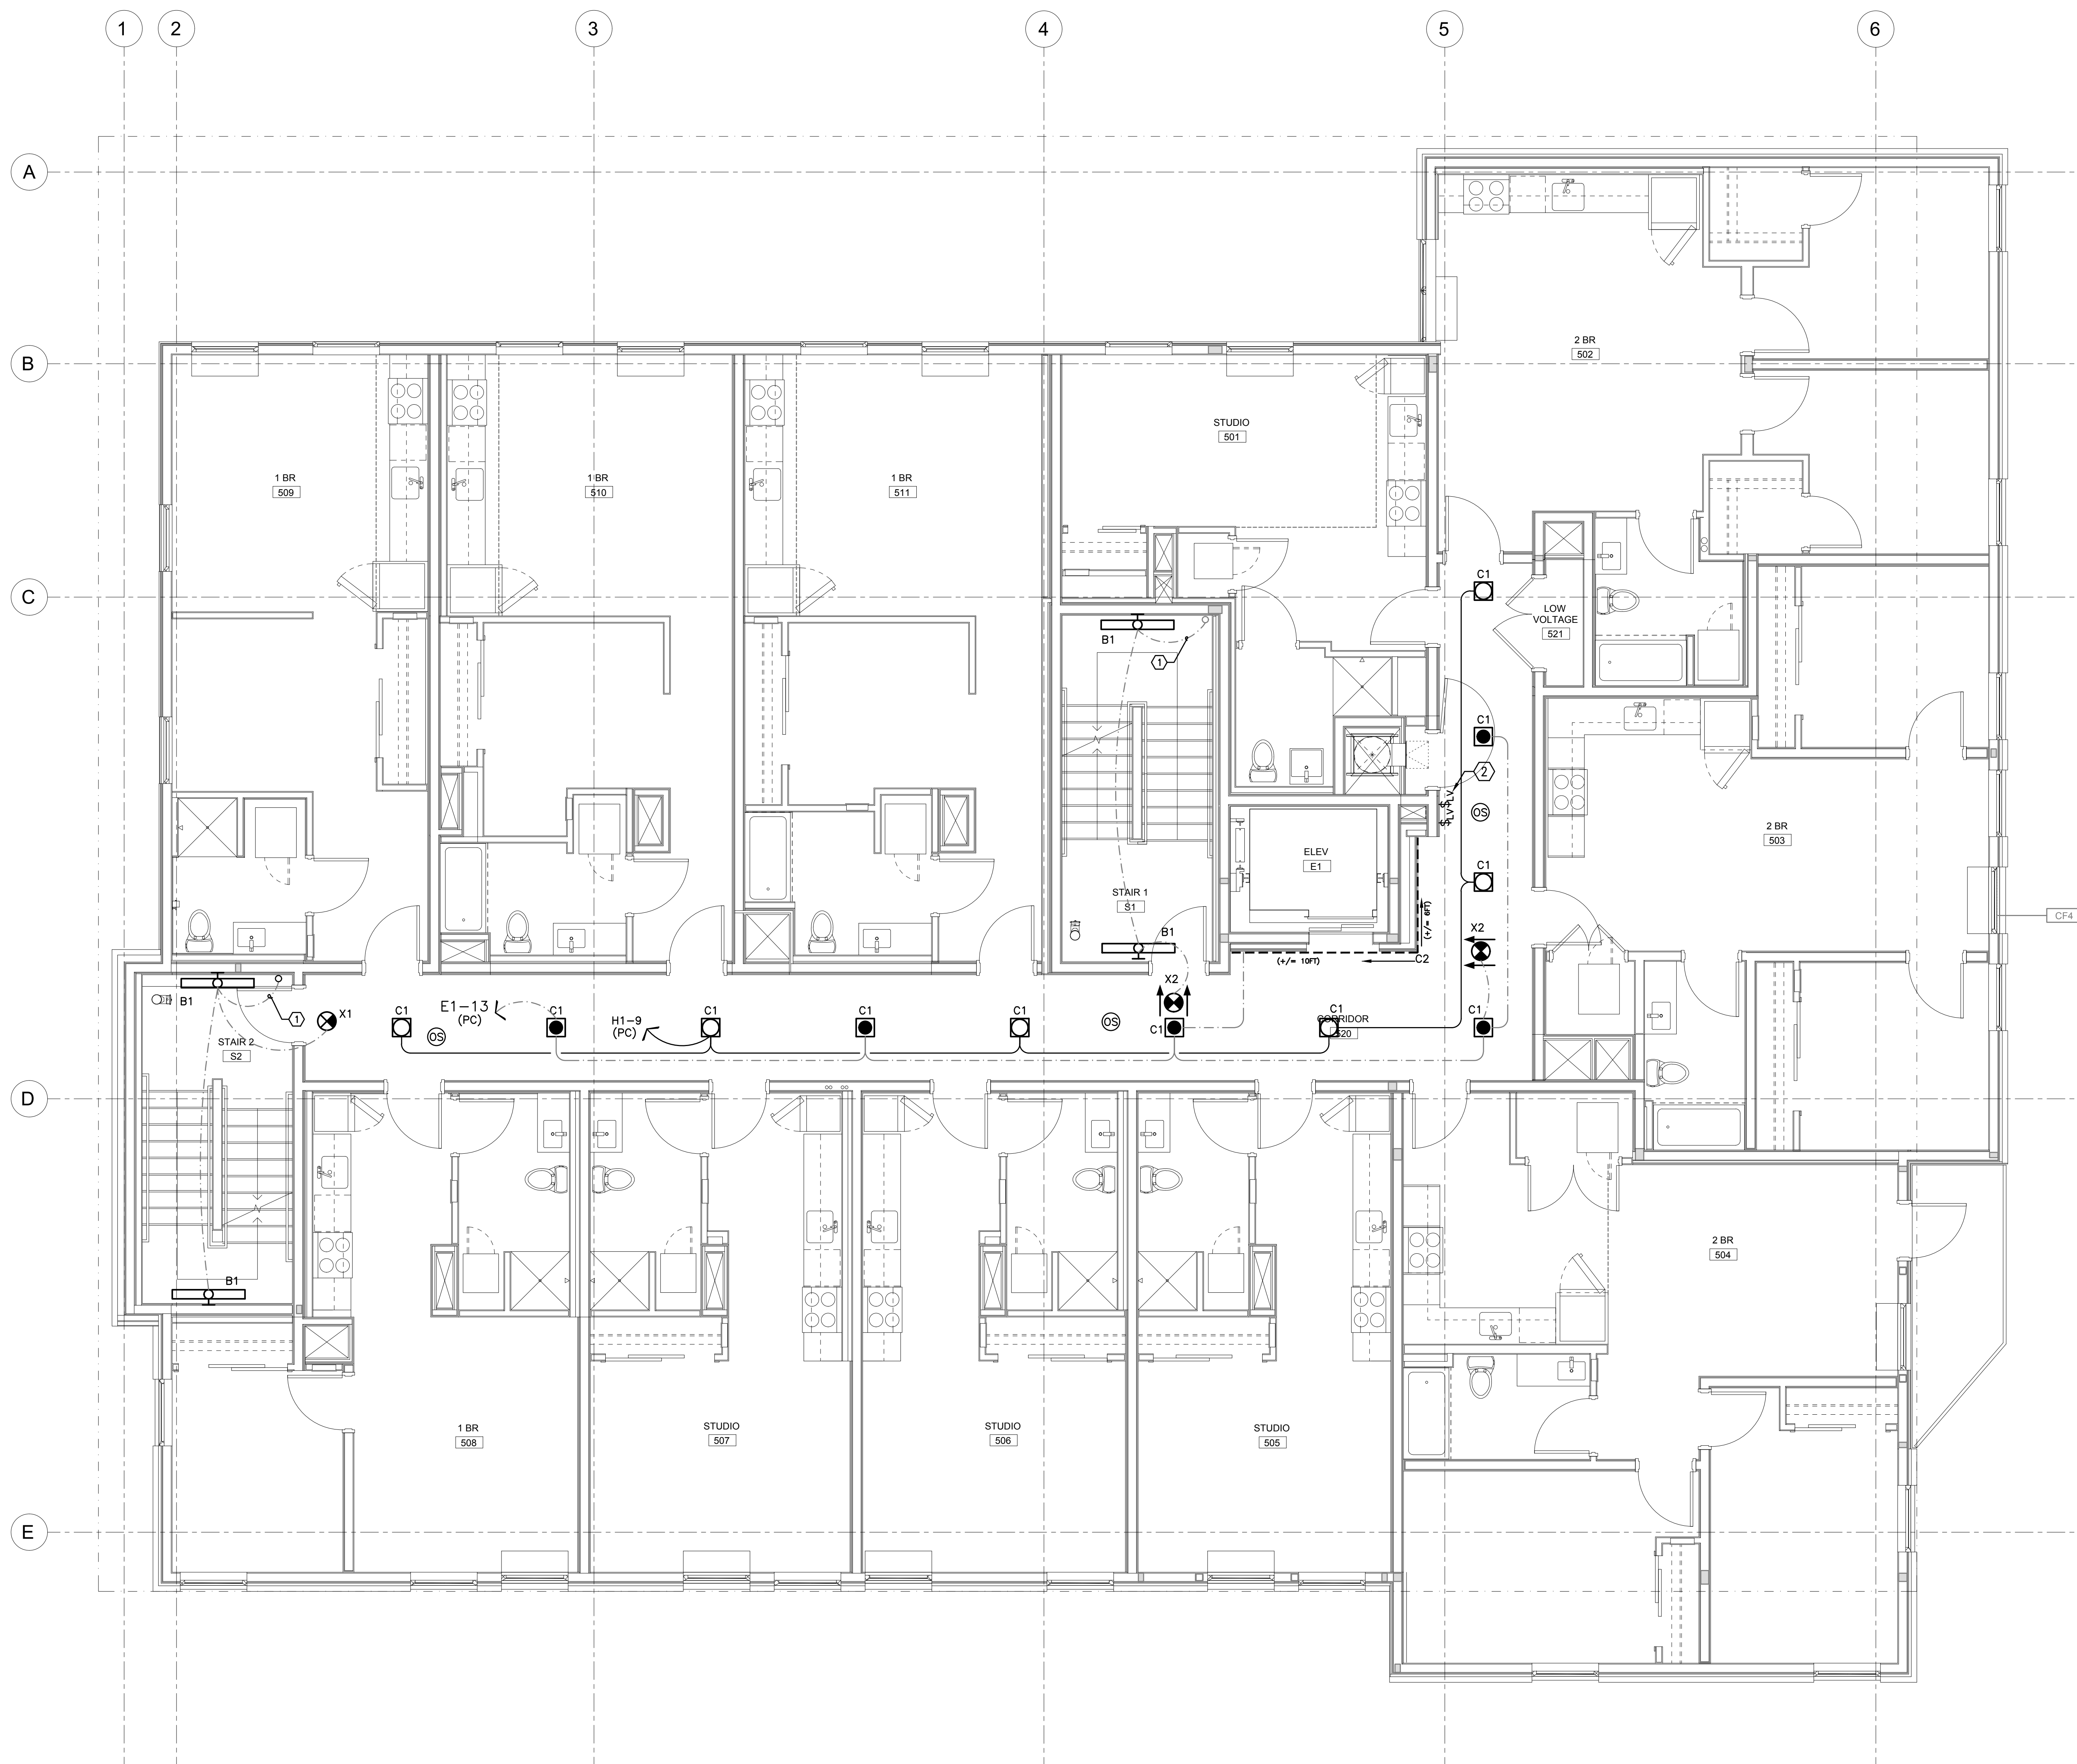 1
2
3
4
5
6
A
B
2 BR
502
STUDIO
501
1 BR
509
1 BR
510
1 BR
511
C
C1
LOW
VOLTAGE
521
B1
1
C1
2
$LV
$LV
OS
2 BR
503
ELEV
E1
C1
STAIR 1
S1
(+/= 6FT)
CF4
B1
X2
(+/= 10FT)
C2
X2
B1
1
X1
C1
OS
E1-13
(PC)
C1
H1-9
(PC)
C1
C1
C1
OS
C1
C1
CORRIDOR
520
C1
STAIR 2
S2
D
2 BR
504
B1
1 BR
508
STUDIO
507
STUDIO
506
STUDIO
505
E